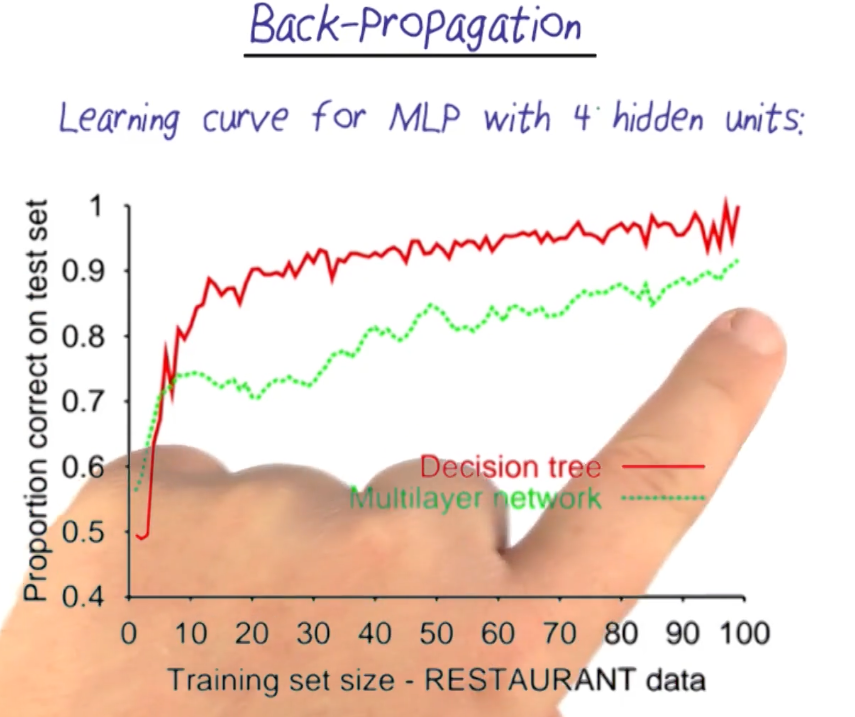 Back-Propagation
Learning curve for MLP with 4 hidden units:
Proportion correct on test set
1
0.9
0.8
0.7
0.6
0.5
0.4
Decision tree
Multilayer network
0 10 20 30 40 50 60 70 80 90 100
Training set size - RESTAURANT data